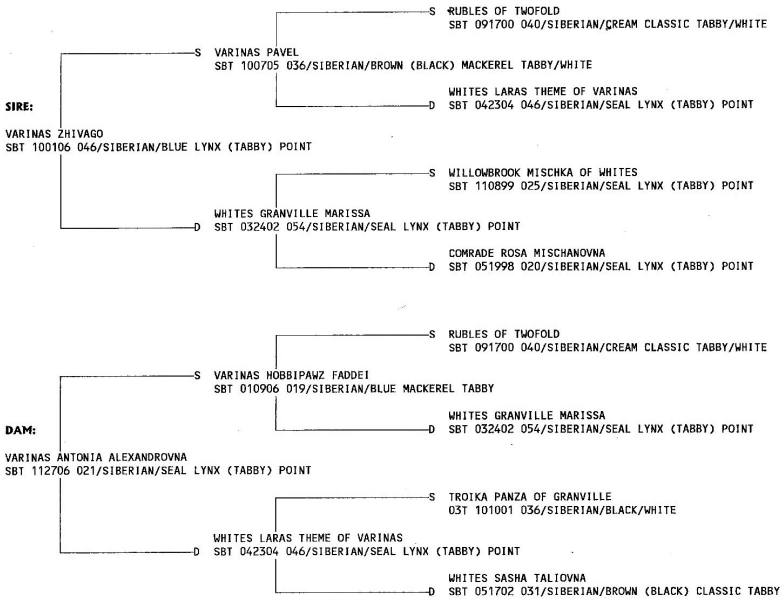 S RUBLES OF TWOFOLD
SBT 091700 040/SIBERIAN/CREAM CLASSIC TABBY/WHITE
S VARINAS PAVEL
SBT 100705 036/SIBERIAN/BROWN (BLACK) MACKEREL TABBY/WHITE
WHITES LARAS THEME OF VARINAS
D SBT 042304 046/SIBERIAN/SEAL LYNX (TABBY) POINT
SIRE:
VARINAS ZHIVAGO
SBT 100106 046/SIBERIAN/BLUE LYNX (TABBY) POINT
S WILLOWBROOK MISCHKA OF WHITES
SBT 110899 025/SIBERIAN/SEAL LYNX (TABBY) POINT
WHITES GRANVILLE MARISSA
D SBT 032402 054/SIBERIAN/SEAL LYNX (TABBY) POINT
COMRADE ROSA MISCHANOVNA
D SBT 051998 020/SIBERIAN/SEAL LYNX (TABBY) POINT
S RUBLES OF TWOFOLD
SBT 091700 040/SIBERIAN/CREAM CLASSIC TABBY/WHITE
S VARINAS HOBBIPAWZ FADDEI
SBT 010906 019/SIBERIAN/BLUE MACKEREL TABBY
WHITES GRANVILLE MARISSA
D SBT 032402 054/SIBERIAN/SEAL LYNX (TABBY) POINT
DAM:
VARINAS ANTONIA ALEXANDROVNA
SBT 112706 021/SIBERIAN/SEAL LYNX (TABBY) POINT
S TROIKA PANZA OF GRANVILLE
03T 101001 036/SIBERIAN/BLACK/WHITE
WHITES LARAS THEME OF VARINAS
D SBT 042304 046/SIBERIAN/SEAL LYNX (TABBY) POINT
WHITES SASHA TALIOVNA
D SBT 051702 031/SIBERIAN/BROWN (BLACK) CLASSIC TABBY